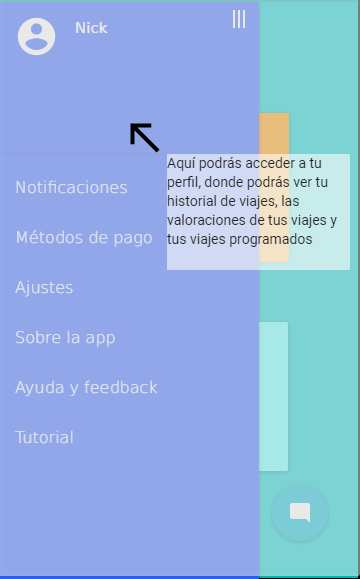 Nick
Aquí podrás acceder a tu
perfil, donde podrás ver tu
historial de viajes, las
valoraciones de tus viajes y
tus viajes programados
Notificaciones
Métodos de pago
Ajustes
Sobre la app
Ayuda y feedback
Tutorial